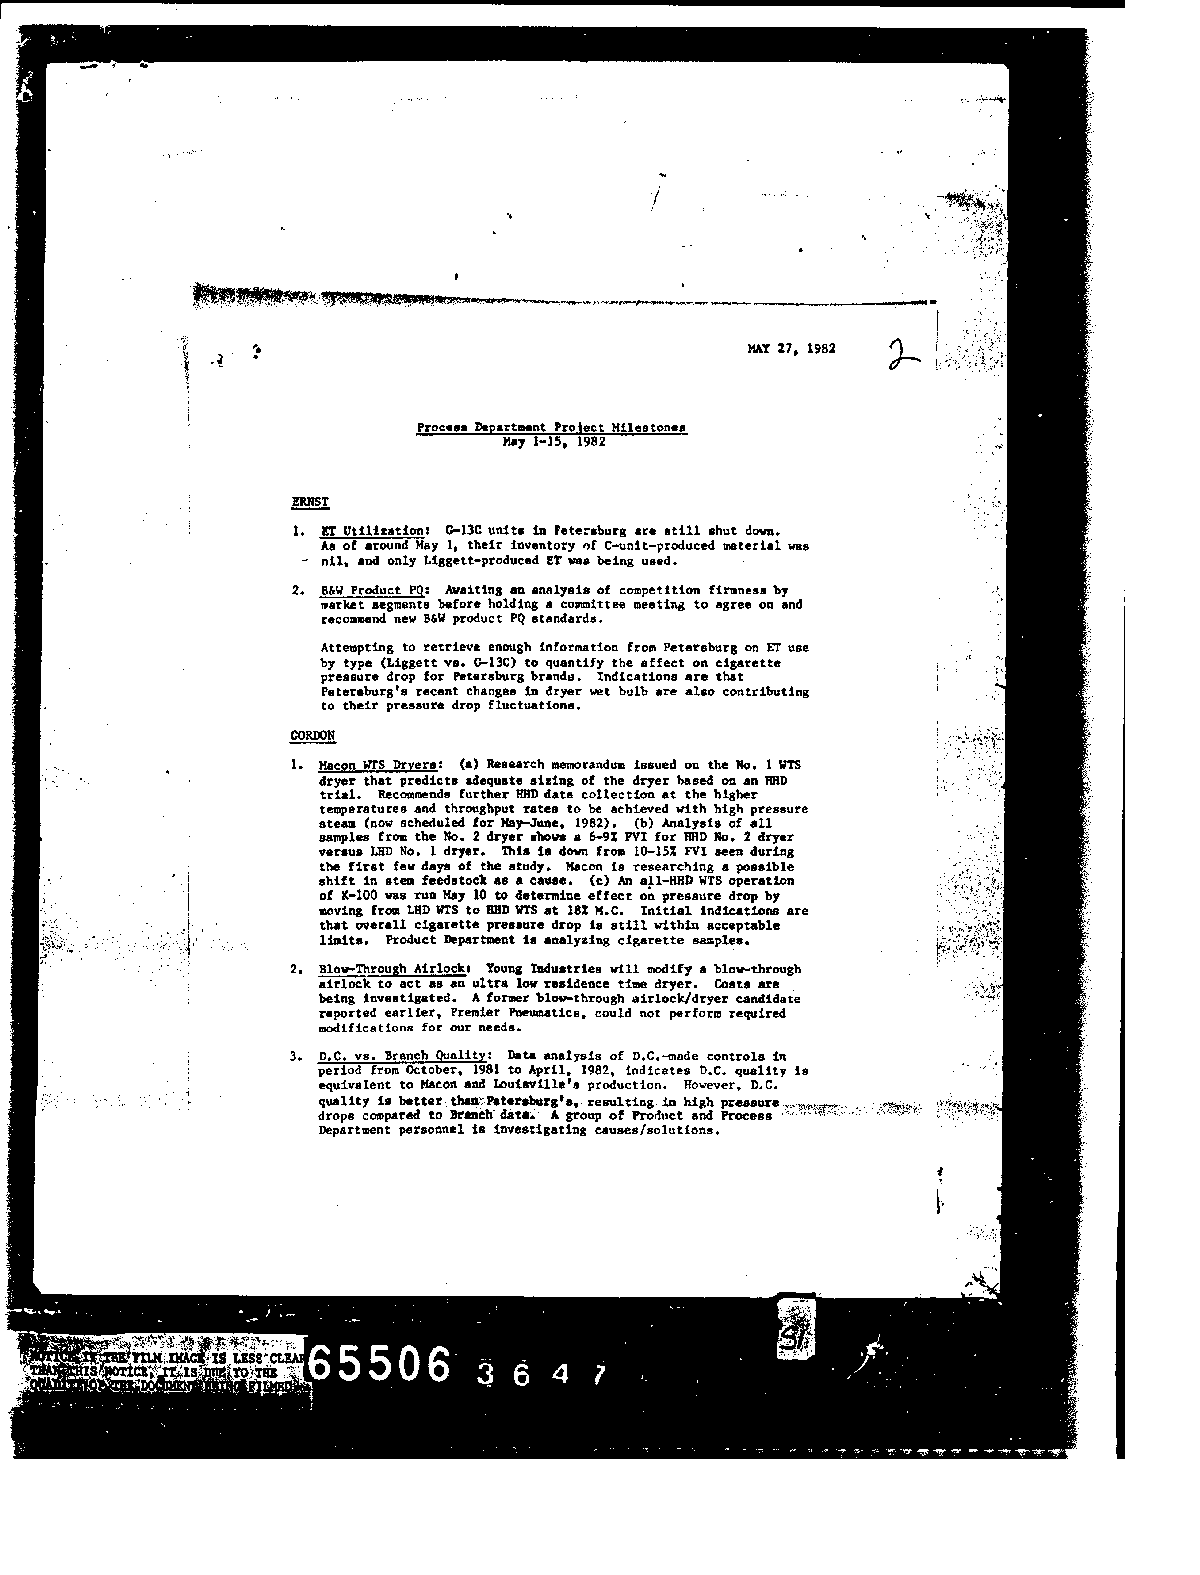 MAY 27, 1982
2
Process Department Project Milestones
May 1-15, 1982
ERNST
1. ET Utilization: G-13C units in Petersburg are still shut down.
As of around May 1, their inventory of C-unit-produced material was
nil, and only Liggett-produced ET was being used.
2. B&W Product PQ: Awaiting an analysis of competition firmness by
market segments before holding a committee meeting to agree on and
recommend new B&W product PQ standards.
Attempting to retrieve enough information from Petersburg on ET use
by type (Liggett vs. G-13C) to quantify the effect on cigarette
pressure drop for Petersburg brands. Indications are that
Petersburg's recent changes in dryer wet bulb are also contributing
to their pressure drop fluctuations.
GORDON
1. Macon WTS Dryers: (a) Research memorandum issued on the No. 1 WTS
dryer that predicts adequate sizing of the dryer based on an HHD
trial. Recommends further HHD data collection at the higher
temperatures and throughput rates to be achieved with high pressure
steam (now scheduled for May-June, 1982). (b) Analysis of all
samples from the No. 2 dryer shows a 6-9% FVI for HHD No. 2 dryer
versus LHD No. 1 dryer. This is down from 10-15% FVI seen during
the first few days of the study. Macon is researching a possible
shift in stem feedstock as a cause. (c) An all-HHD WTS operation
of K-100 was run May 10 to determine effect on pressure drop by
moving from LHD WTS to HHD WTS at 18% M.C. Initial indications are
that overall cigarette pressure drop is still within acceptable
limits. Product Department is analyzing cigarette samples.
2. Blow-Through Airlock: Young Industries will modify a blow-through
airlock to act as an ultra low residence time dryer. Costs are
being investigated. A former blow-through airlock/dryer candidate
reported earlier, Premier Pneumatics, could not perform required
modifications for our needs.
3. D.C. vs. Branch Quality: Data analysis of D.C.-made controls in
period from October, 1981 to April, 1982, indicates D.C. quality is
equivalent to Macon and Louisville's production. However, D.C.
quality is better than Petersburg's, resulting in high pressure
drops compared to Branch data. A group of Product and Process
Department personnel is investigating causes/solutions.
NOTICE IF THE FILM IMAGE IS LESS CLEAR
THAN THIS NOTICE, IT IS DUE TO THE
QUALITY OF THE DOCUMENT BEING FILMED
65506 3647
51